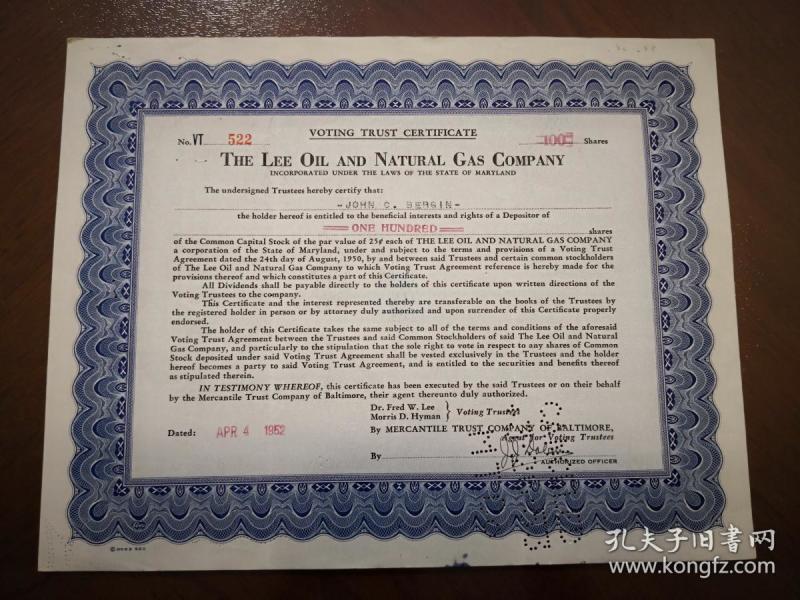 VOTING TRUST CERTIFICATE
No. VT 522
100 Shares
THE LEE OIL AND NATURAL GAS COMPANY
INCORPORATED UNDER THE LAWS OF THE STATE OF MARYLAND
The undersigned Trustees hereby certify that:
-JOHN C. BERGIN-
the holder hereof is entitled to the beneficial interests and rights of a Depositor of
ONE HUNDRED shares
of the Common Capital Stock of the par value of 25¢ each of THE LEE OIL AND NATURAL GAS COMPANY
a corporation of the State of Maryland, under and subject to the terms and provisions of a Voting Trust
Agreement dated the 24th day of August, 1950, by and between said Trustees and certain common stockholders
of The Lee Oil and Natural Gas Company to which Voting Trust Agreement reference is hereby made for the
provisions thereof and which constitutes a part of this Certificate.
All Dividends shall be payable directly to the holders of this certificate upon written directions of the
Voting Trustees to the company.
This Certificate and the interest represented thereby are transferable on the books of the Trustees by
the registered holder in person or by attorney duly authorized and upon surrender of this Certificate properly
endorsed.
The holder of this Certificate takes the same subject to all of the terms and conditions of the aforesaid
Voting Trust Agreement between the Trustees and said Common Stockholders of said The Lee Oil and Natural
Gas Company, and particularly to the stipulation that the sole right to vote in respect to any shares of Common
Stock deposited under said Voting Trust Agreement shall be vested exclusively in the Trustees and the holder
hereof becomes a party to said Voting Trust Agreement, and is entitled to the securities and benefits thereof
as stipulated therein.
IN TESTIMONY WHEREOF, this certificate has been executed by the said Trustees or on their behalf
by the Mercantile Trust Company of Baltimore, their agent thereunto duly authorized.
Dr. Fred W. Lee
Morris D. Hyman
Voting Trustees
Dated: APR 4 1952
By MERCANTILE TRUST COMPANY OF BALTIMORE,
Agent for Voting Trustees
By
AUTHORIZED OFFICER
孔夫子旧书网
www.kongfz.com